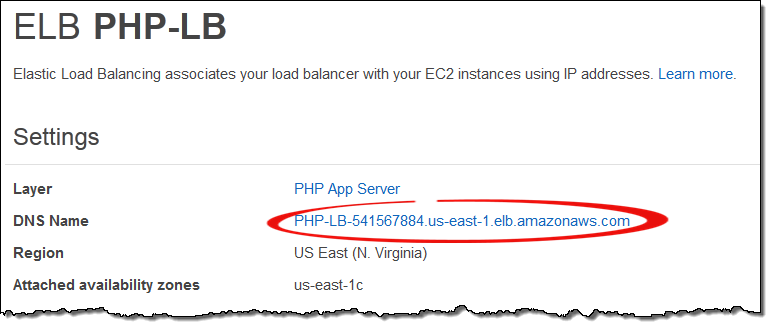 ELB PHP-LB
Elastic Load Balancing associates your load balancer with your EC2 instances using IP addresses. Learn more.
Settings
Layer PHP App Server
DNS Name PHP-LB-541567884.us-east-1.elb.amazonaws.com
Region US East (N. Virginia)
Attached availability zones us-east-1c